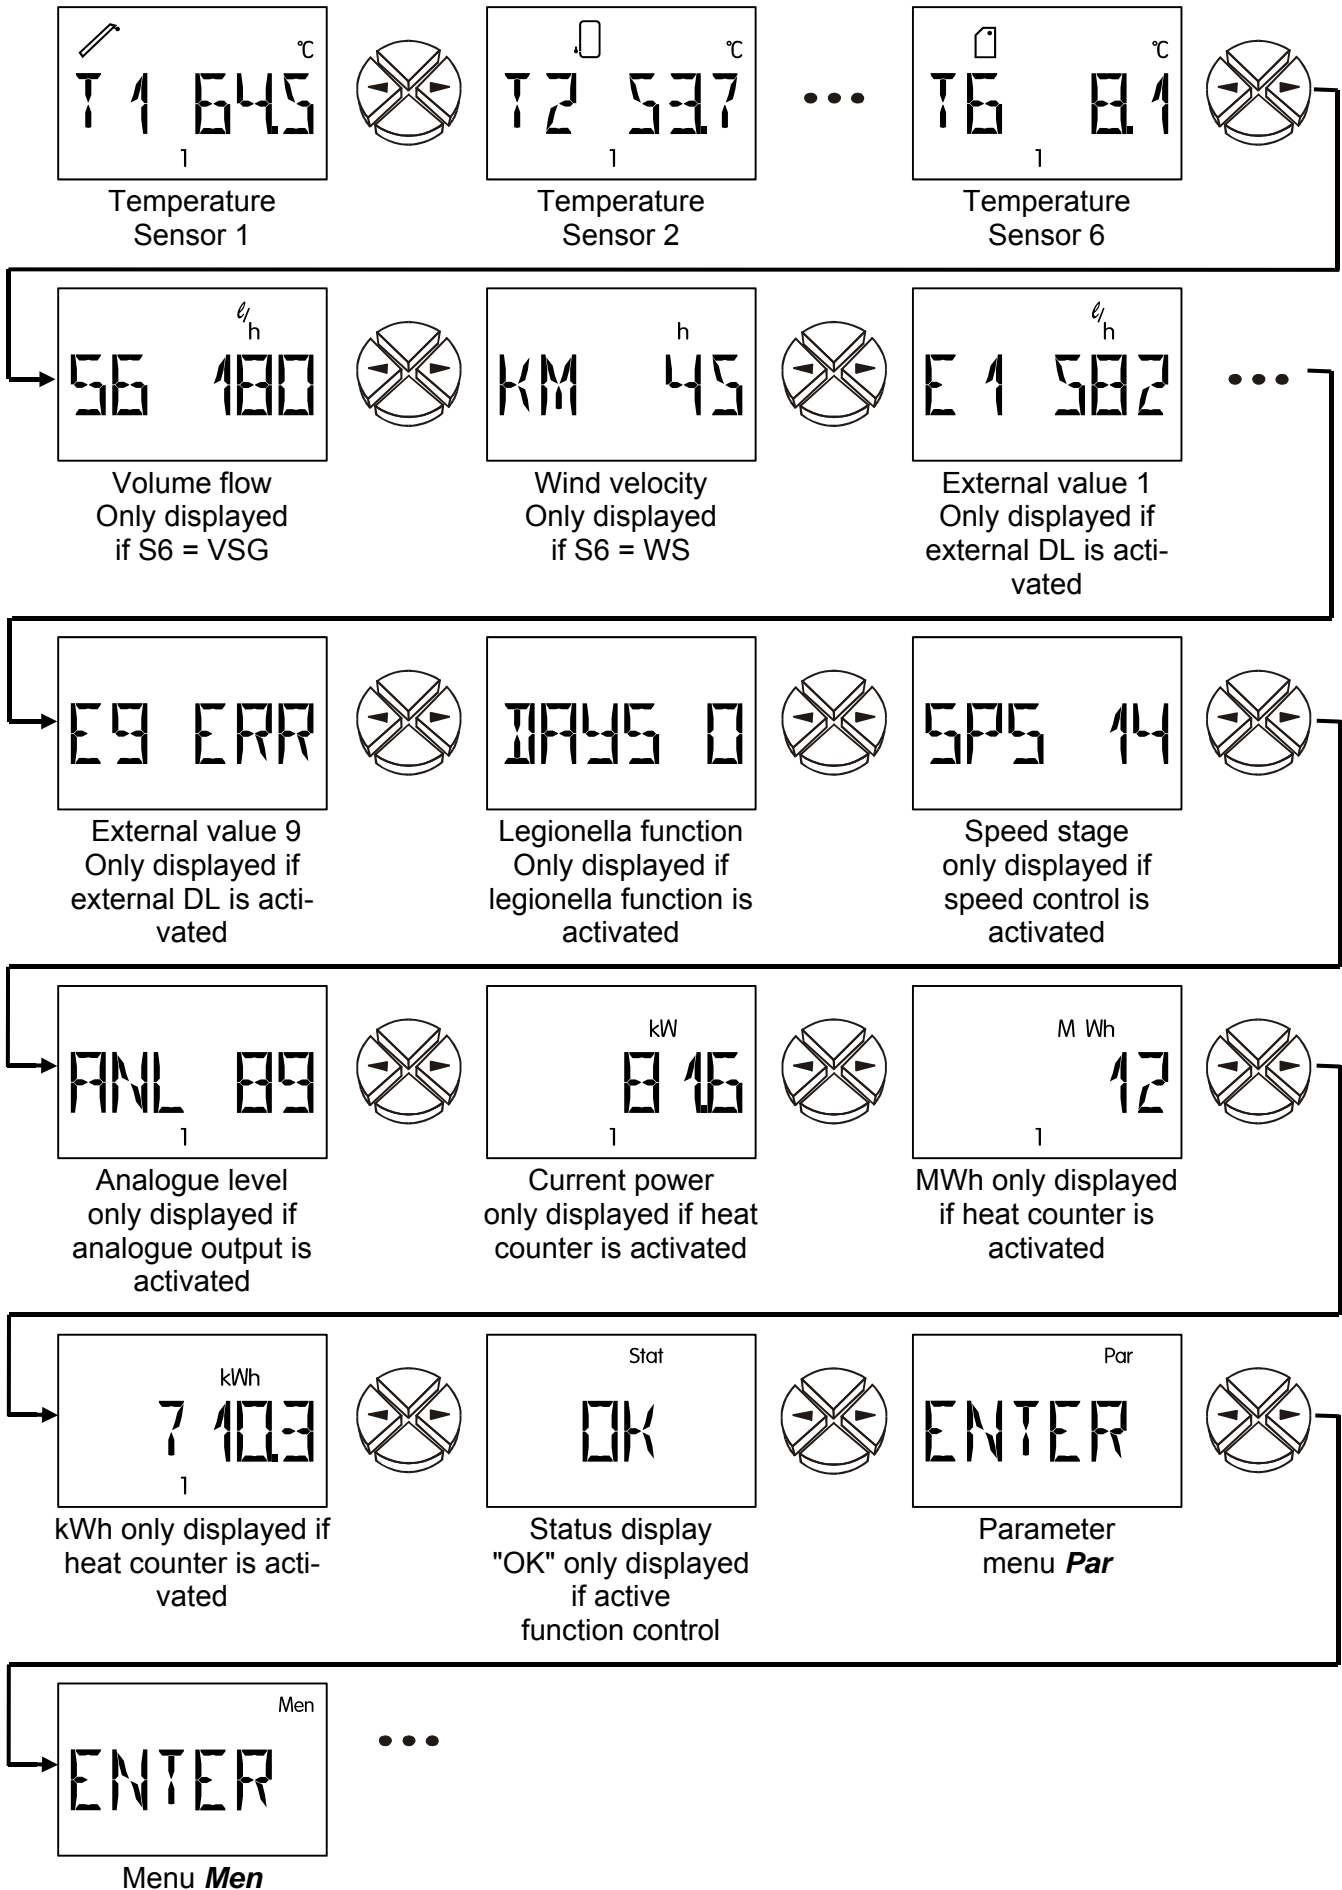 °C
T1 64.5
1
Temperature
Sensor 1
°C
T2 53.7
1
Temperature
Sensor 2
°C
T6 8.1
1
Temperature
Sensor 6
ℓ/h
S6 180
Volume flow
Only displayed
if S6 = VSG
h
KM 45
Wind velocity
Only displayed
if S6 = WS
ℓ/h
E1 582
External value 1
Only displayed if
external DL is acti-
vated
E9 ERR
External value 9
Only displayed if
external DL is acti-
vated
DAYS 0
Legionella function
Only displayed if
legionella function is
activated
SPS 14
Speed stage
only displayed if
speed control is
activated
ANL 89
1
Analogue level
only displayed if
analogue output is
activated
kW
81.6
1
Current power
only displayed if heat
counter is activated
M Wh
12
1
MWh only displayed
if heat counter is
activated
kWh
710.3
1
kWh only displayed if
heat counter is acti-
vated
Stat
OK
Status display
"OK" only displayed
if active
function control
Par
ENTER
Parameter
menu Par
Men
ENTER
Menu Men